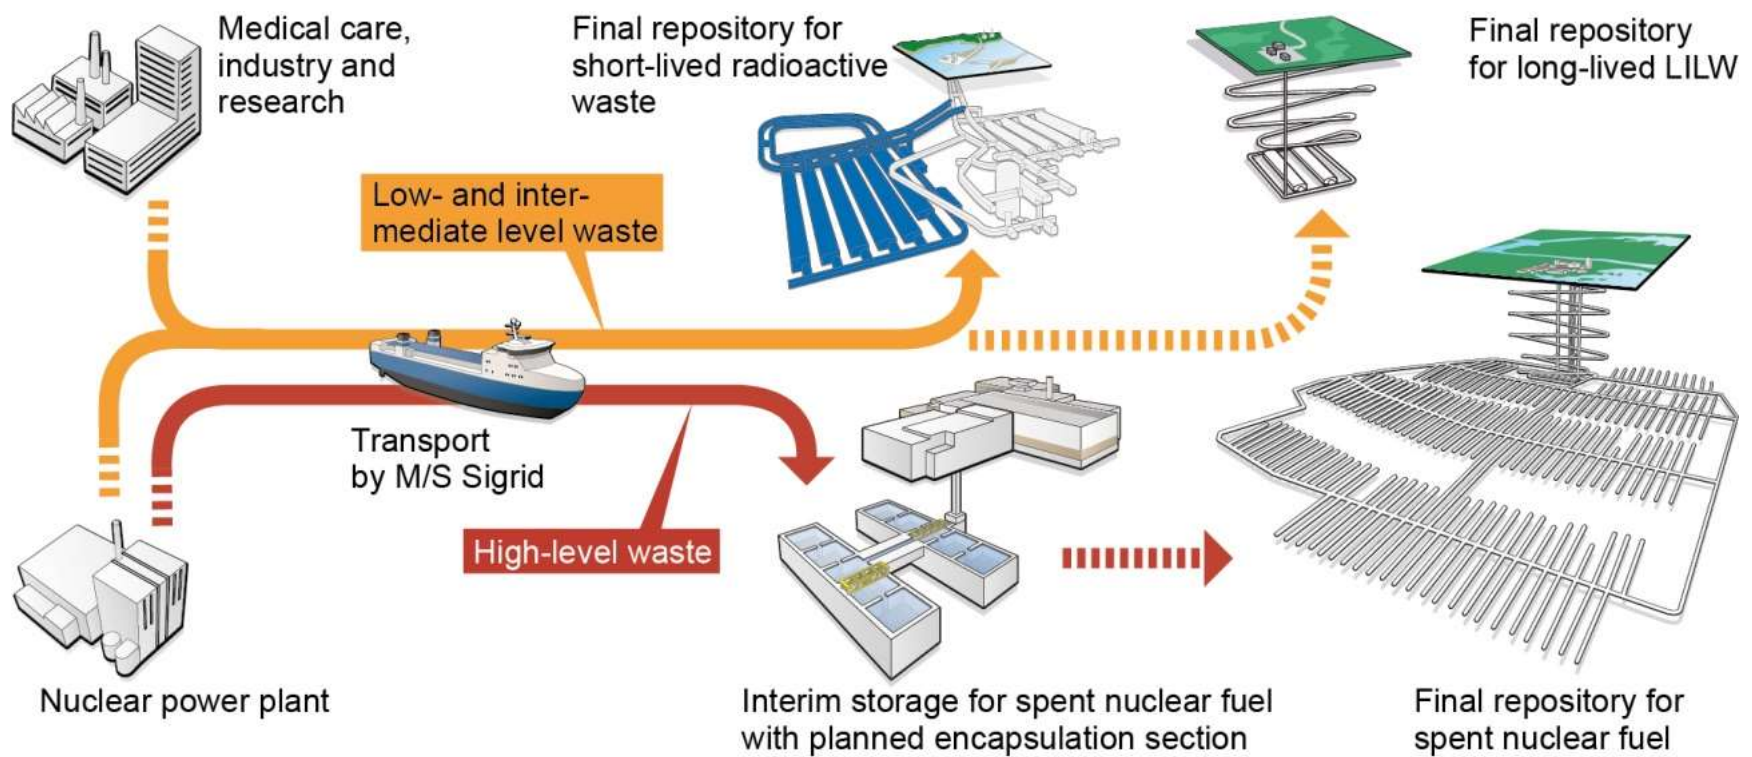 Medical care,
industry and
research
Final repository for
short-lived radioactive
waste
Final repository
for long-lived LILW
Low- and inter-
mediate level waste
Transport
by M/S Sigrid
High-level waste
Nuclear power plant
Interim storage for spent nuclear fuel
with planned encapsulation section
Final repository for
spent nuclear fuel